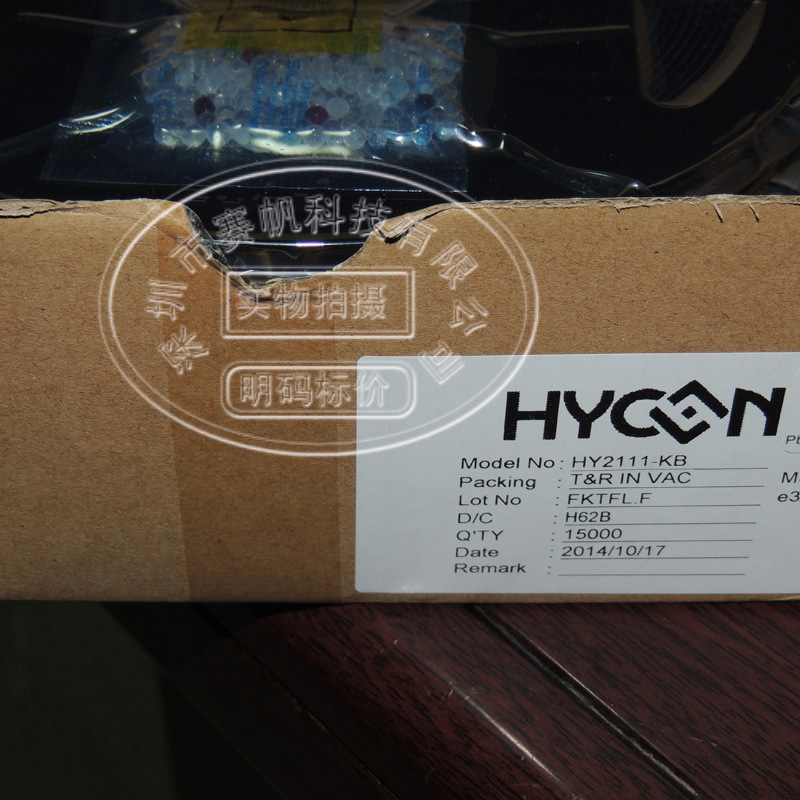 深圳市赛帆科技有限公司
实物拍摄
明码标价
HYCON
Pb
Model No : HY2111-KB
Packing : T&R IN VAC
Lot No : FKTFL.F
e3
D/C : H62B
Q'TY : 15000
Date : 2014/10/17
Remark :